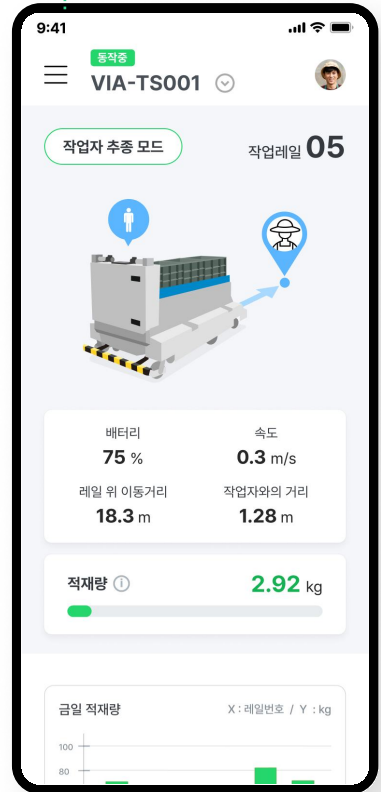 9:41
동작중
VIA-TS001
작업자 추종 모드
작업레일 05
배터리 속도
75 % 0.3 m/s
레일 위 이동거리 작업자와의 거리
18.3 m 1.28 m
적재량 2.92 kg
금일 적재량 X : 레일번호 / Y : kg
100
80